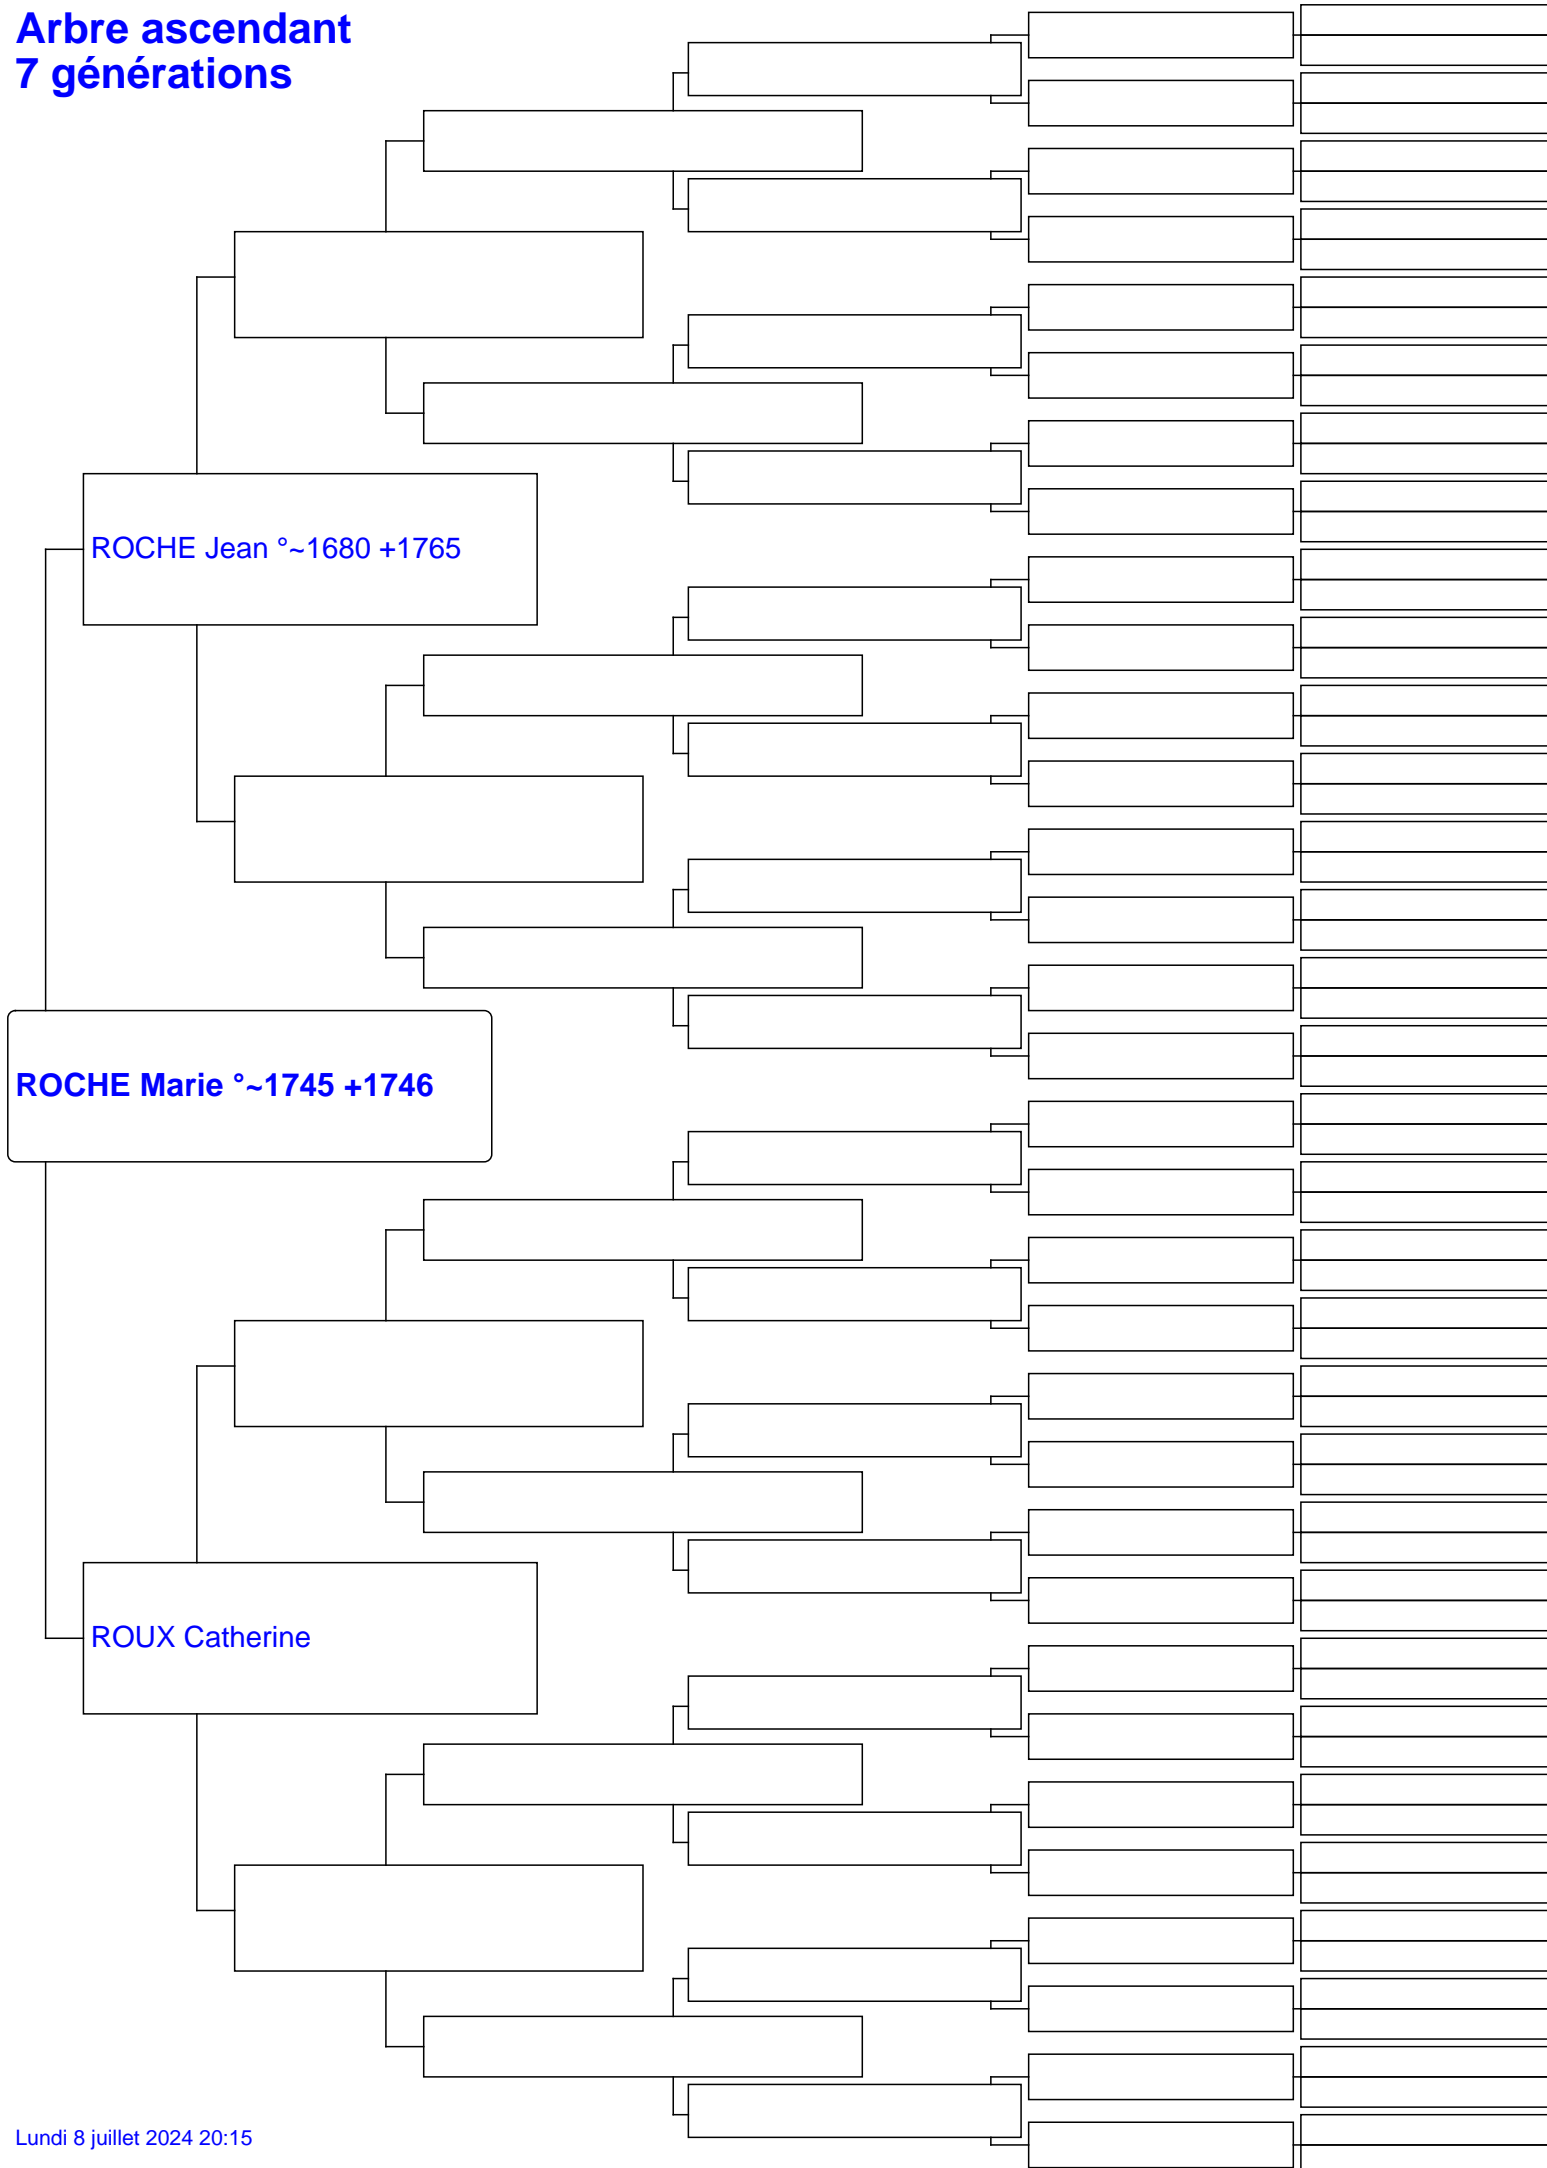 Arbre ascendant
7 générations
ROCHE Jean °~1680 +1765
ROCHE Marie °~1745 +1746
ROUX Catherine
Lundi 8 juillet 2024 20:15